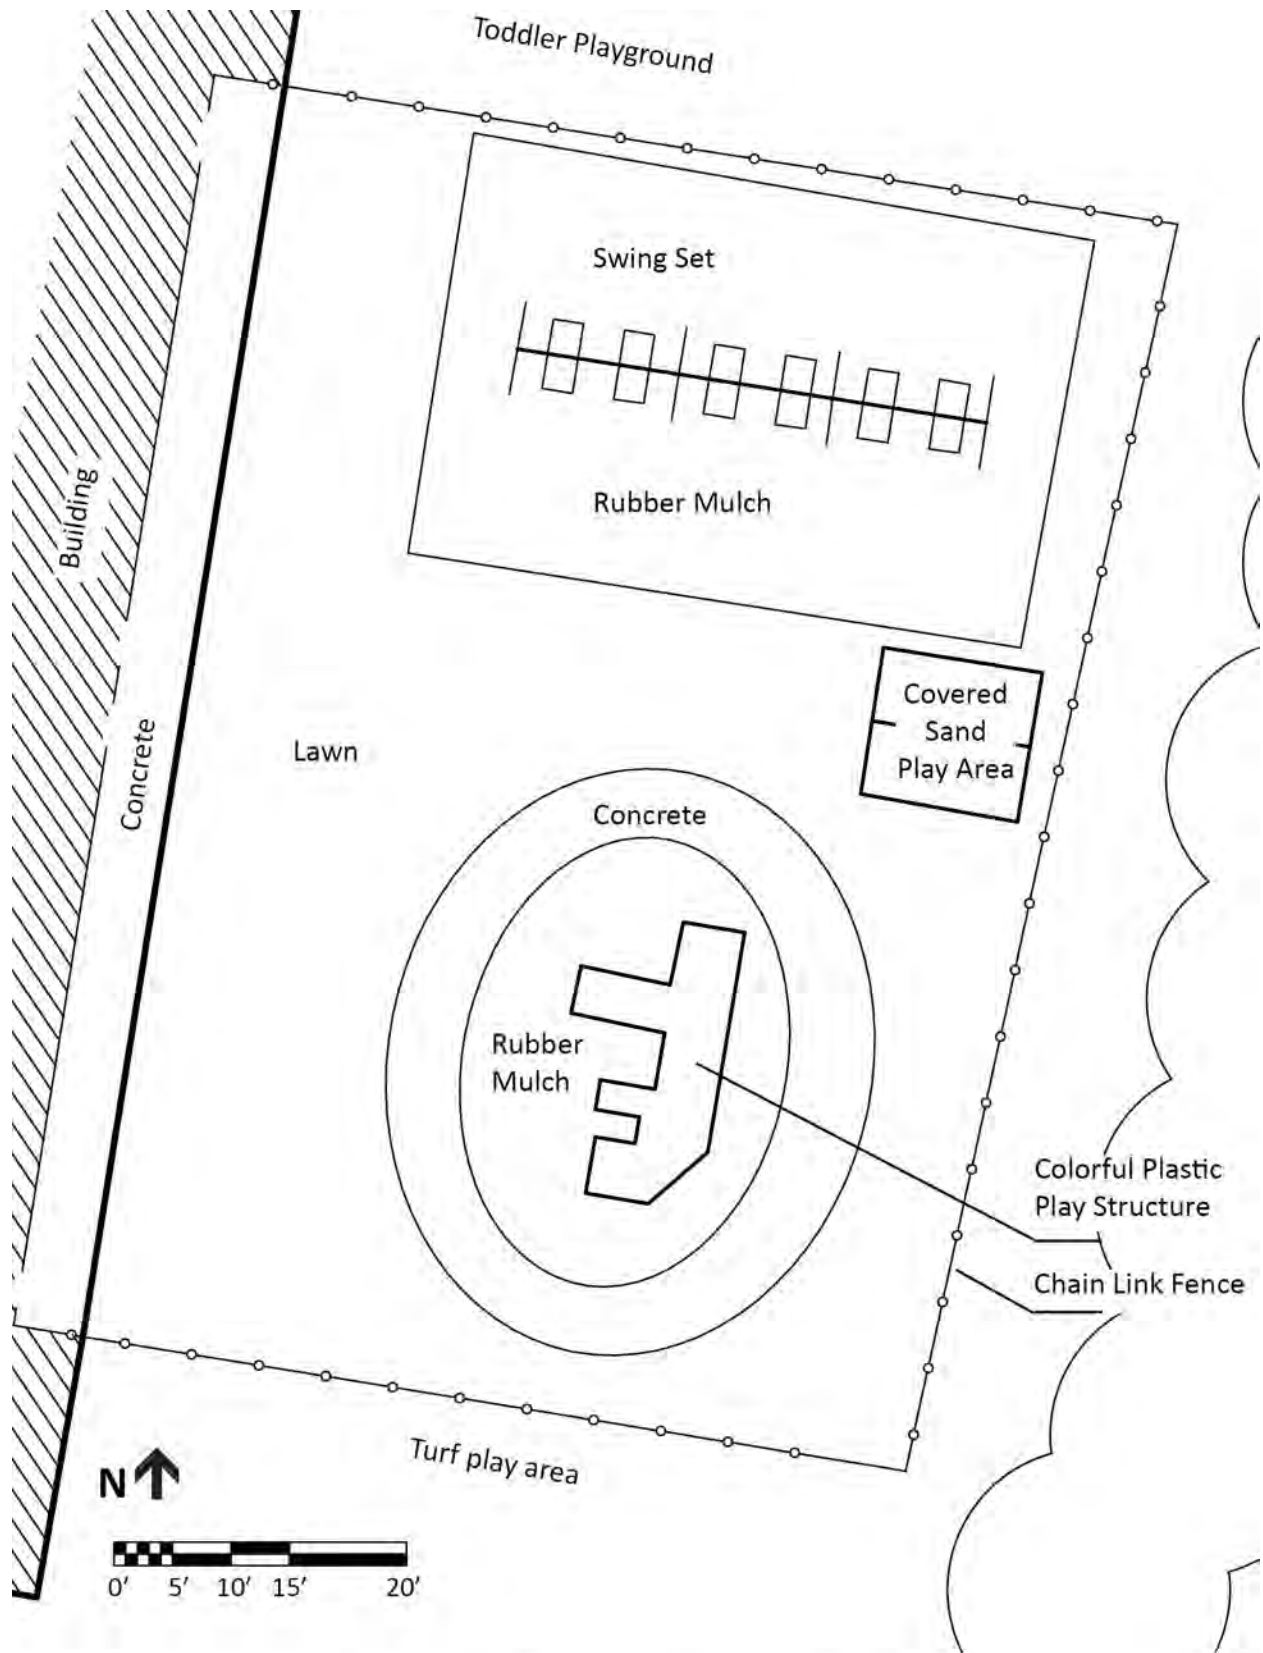 Toddler Playground
Swing Set
Rubber Mulch
Building
Covered
Sand
Play Area
Concrete
Lawn
Concrete
Rubber
Mulch
Colorful Plastic
Play Structure
Chain Link Fence
Turf play area
N
0' 5' 10' 15' 20'